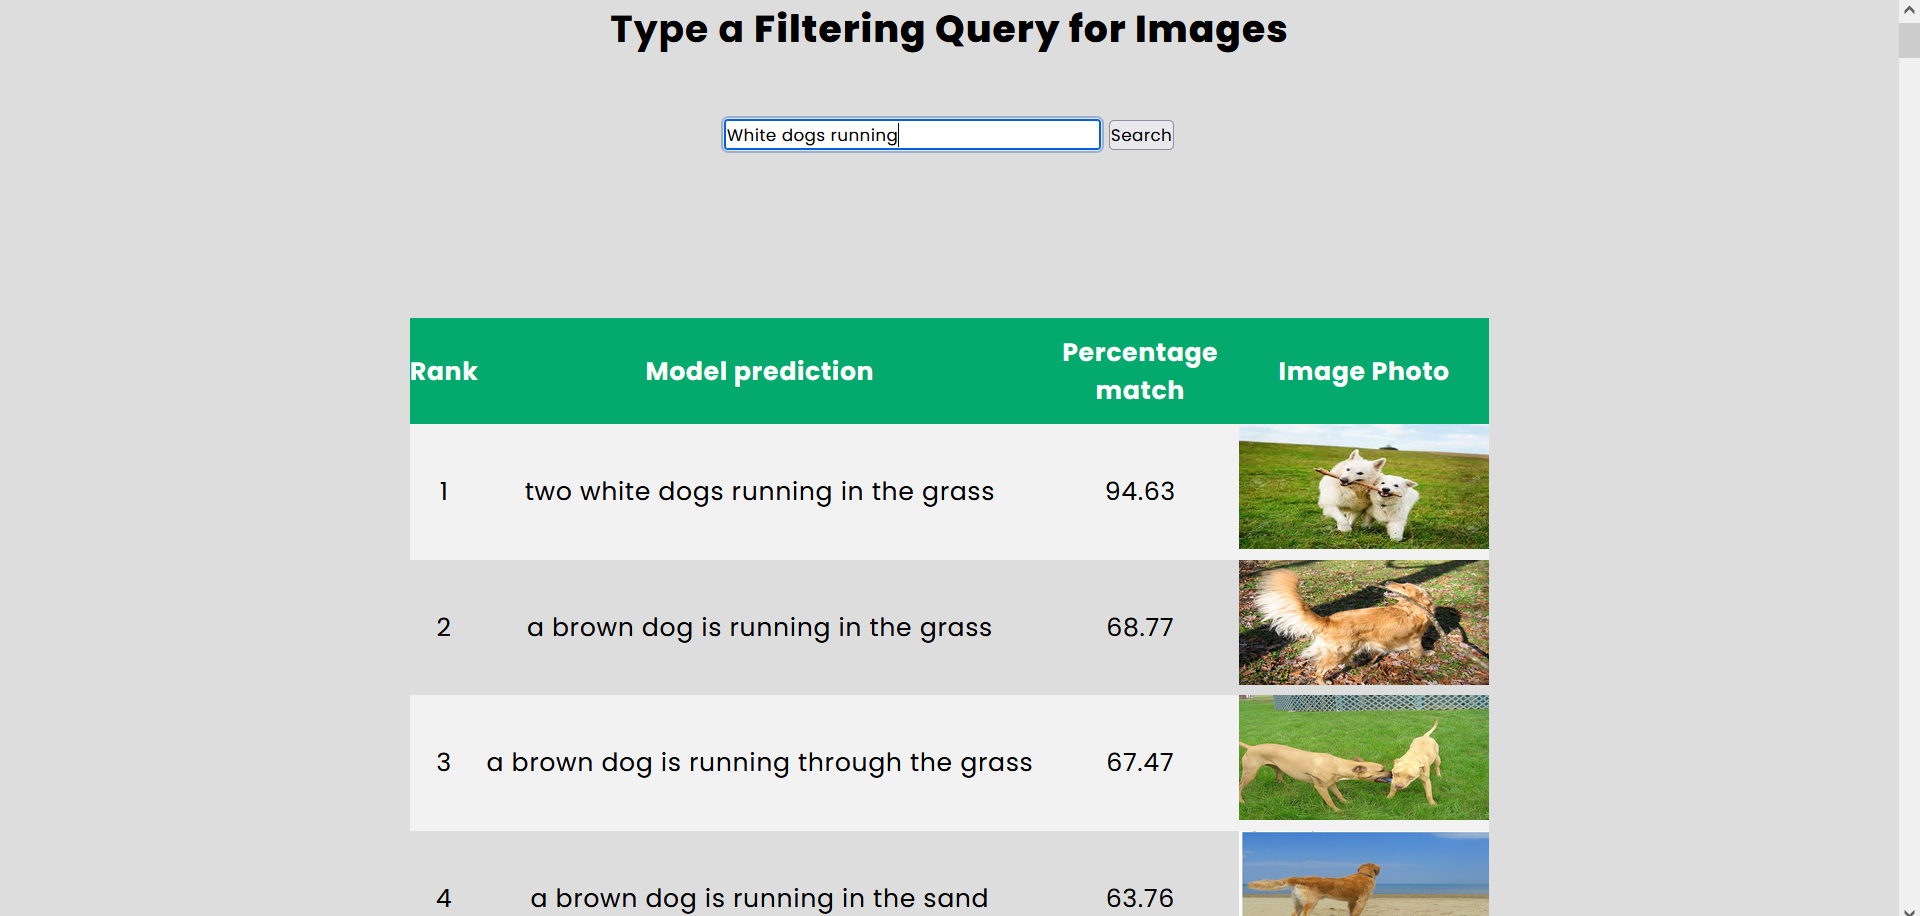 Type a Filtering Query for Images
White dogs running Search
Rank Model prediction Percentage match Image Photo
1 two white dogs running in the grass 94.63
2 a brown dog is running in the grass 68.77
3 a brown dog is running through the grass 67.47
4 a brown dog is running in the sand 63.76